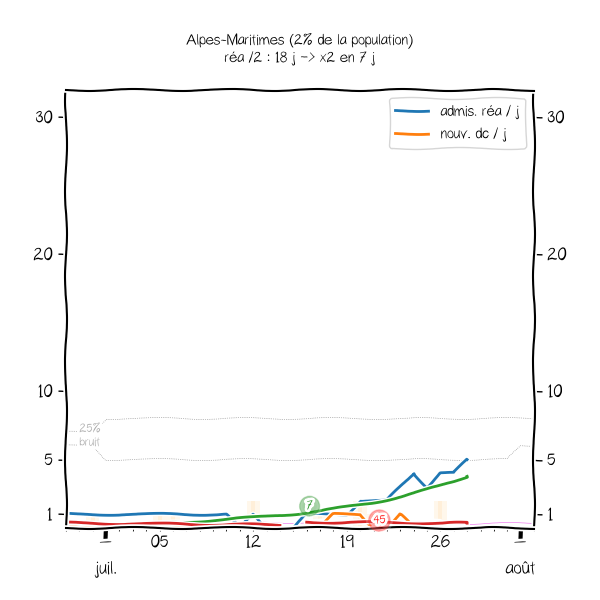 Alpes-Maritimes (2% de la population)
réa /2 : 18 j -> x2 en 7 j
admis. réa / j
nouv. dc / j
30
30
20
20
10
10
25%
bruit
5
5
7
45
1
1
05
12
19
26
juil.
août